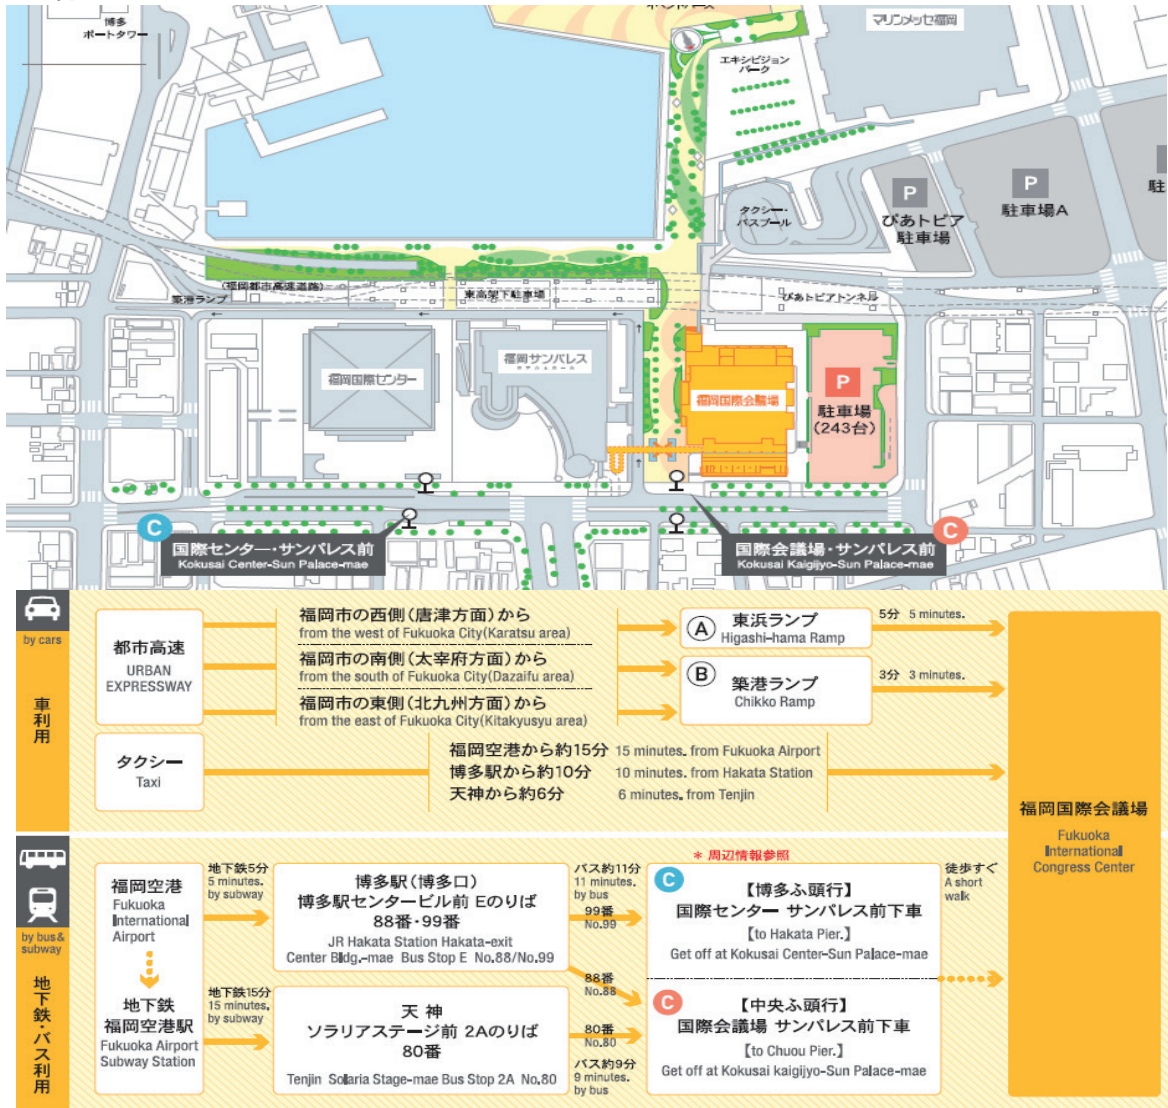 博多
ポートタワー
マリンメッセ福岡
エキシビジョン
パーク
P
ぴあトピア
駐車場
P
駐車場A
駐
タクシー・
バスプール
(福岡都市高速道路)
築港ランプ
東高架下駐車場
ぴあトピアトンネル
福岡国際センター
福岡サンパレス
ホテル&ホール
福岡国際会議場
P
駐車場
(243台)
C
国際センター・サンパレス前
Kokusai Center-Sun Palace-mae
国際会議場・サンパレス前
Kokusai Kaigijyo-Sun Palace-mae
C
by cars
車利用
都市高速
URBAN
EXPRESSWAY
福岡市の西側(唐津方面)から
from the west of Fukuoka City(Karatsu area)
福岡市の南側(太宰府方面)から
from the south of Fukuoka City(Dazaifu area)
福岡市の東側(北九州方面)から
from the east of Fukuoka City(Kitakyusyu area)
A 東浜ランプ
Higashi-hama Ramp
5分 5 minutes.
B 築港ランプ
Chikko Ramp
3分 3 minutes.
タクシー
Taxi
福岡空港から約15分 15 minutes. from Fukuoka Airport
博多駅から約10分 10 minutes. from Hakata Station
天神から約6分 6 minutes. from Tenjin
福岡国際会議場
Fukuoka
International
Congress Center
by bus&
subway
地下鉄・バス利用
福岡空港
Fukuoka
International
Airport
地下鉄
福岡空港駅
Fukuoka Airport
Subway Station
地下鉄5分
5 minutes.
by subway
博多駅(博多口)
博多駅センタービル前 Eのりば
88番・99番
JR Hakata Station Hakata-exit
Center Bldg.-mae Bus Stop E No.88/No.99
地下鉄15分
15 minutes.
by subway
天神
ソラリアステージ前 2Aのりば
80番
Tenjin Solaria Stage-mae Bus Stop 2A No.80
バス約11分
11 minutes.
by bus
99番
No.99
88番
No.88
80番
No.80
バス約9分
9 minutes.
by bus
* 周辺情報参照
C
【博多ふ頭行】
国際センター サンパレス前下車
【to Hakata Pier.】
Get off at Kokusai Center-Sun Palace-mae
C
【中央ふ頭行】
国際会議場 サンパレス前下車
【to Chuou Pier.】
Get off at Kokusai kaigijyo-Sun Palace-mae
徒歩すぐ
A short
walk